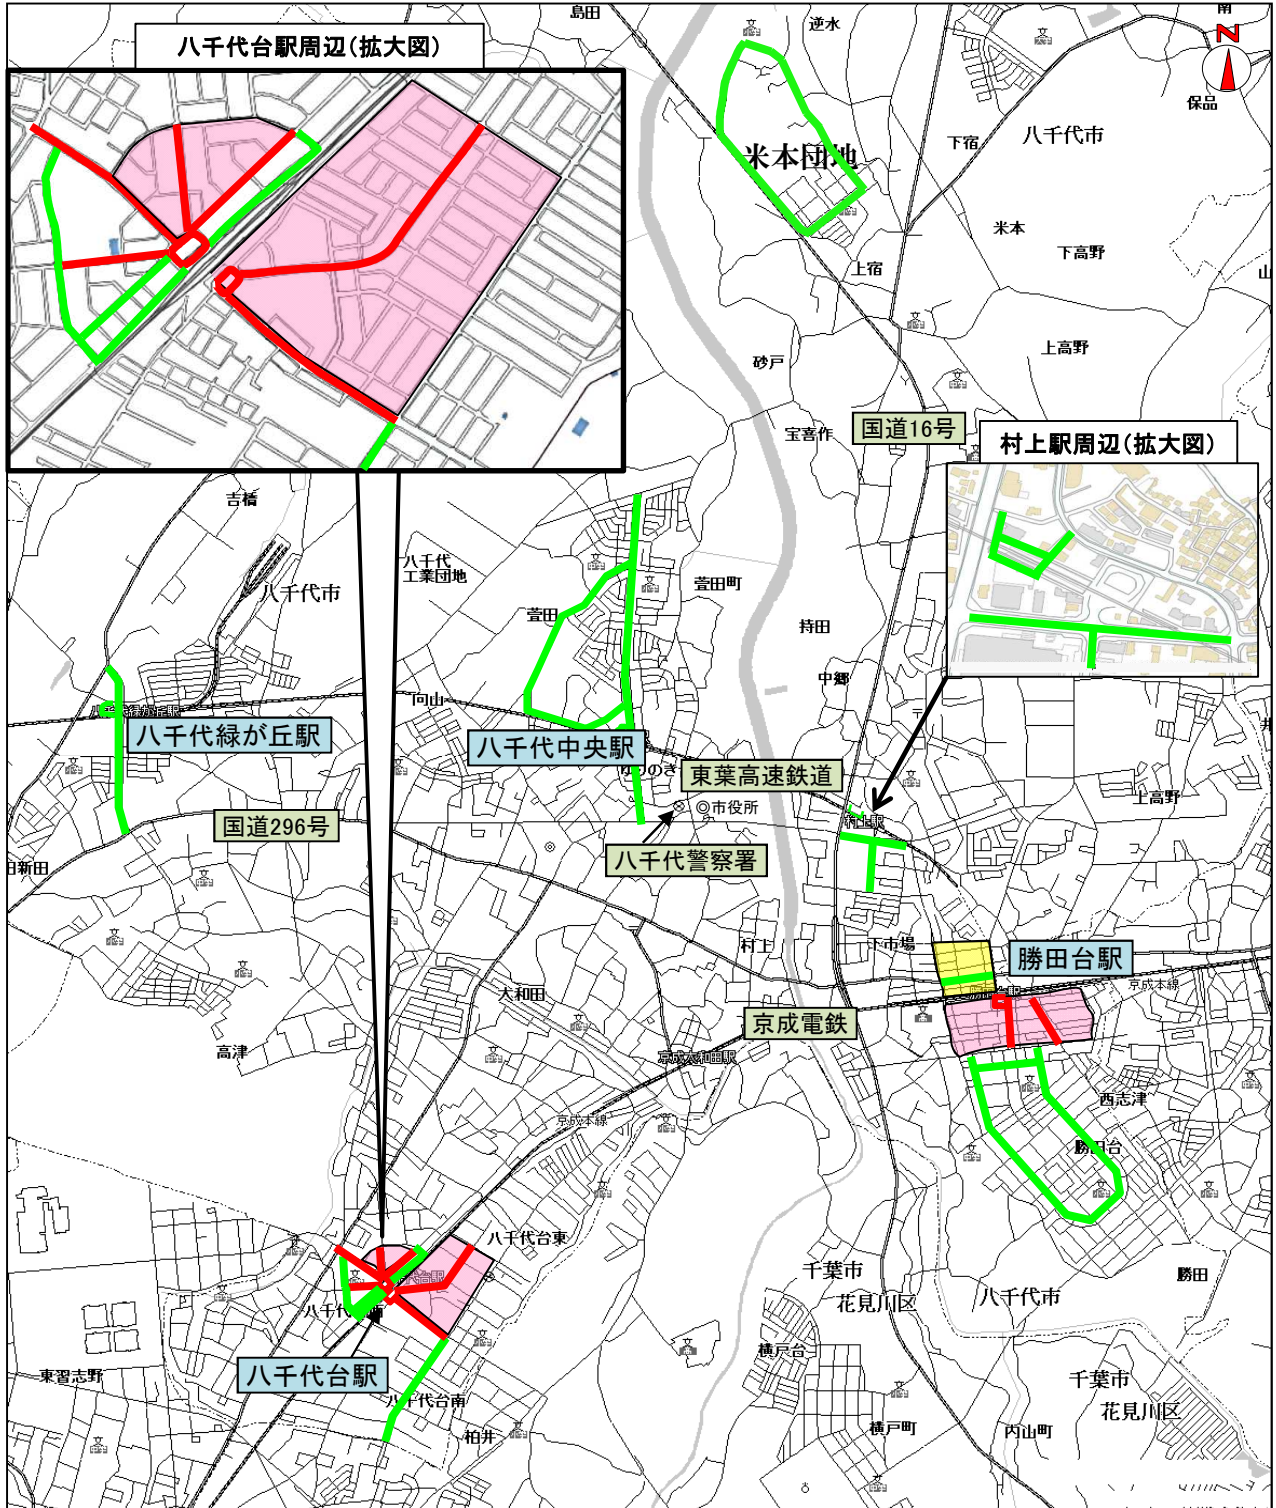 島田
逆水
南
N
八千代台駅周辺(拡大図)
保品
下宿
八千代市
米本団地
米本
下高野
上宿
山
上高野
砂戸
宝喜作
国道16号
村上駅周辺(拡大図)
吉橋
八千代
工業団地
八千代市
萱田町
萱田
持田
中郷
向山
八千代緑が丘駅
八千代中央駅
ゆりのき
東葉高速鉄道
井
上高野
市役所
国道296号
村上駅
八千代警察署
日新田
村上
下市場
勝田台駅
京成本線
大和田
京成電鉄
高津
京成大和田駅
西志津
京成本線
勝田台
八千代台東
千葉市
花見川区
勝田
八千代市
八千代台駅
横戸台
東習志野
千葉市
花見川区
八千代台南
柏井
横戸町
内山町